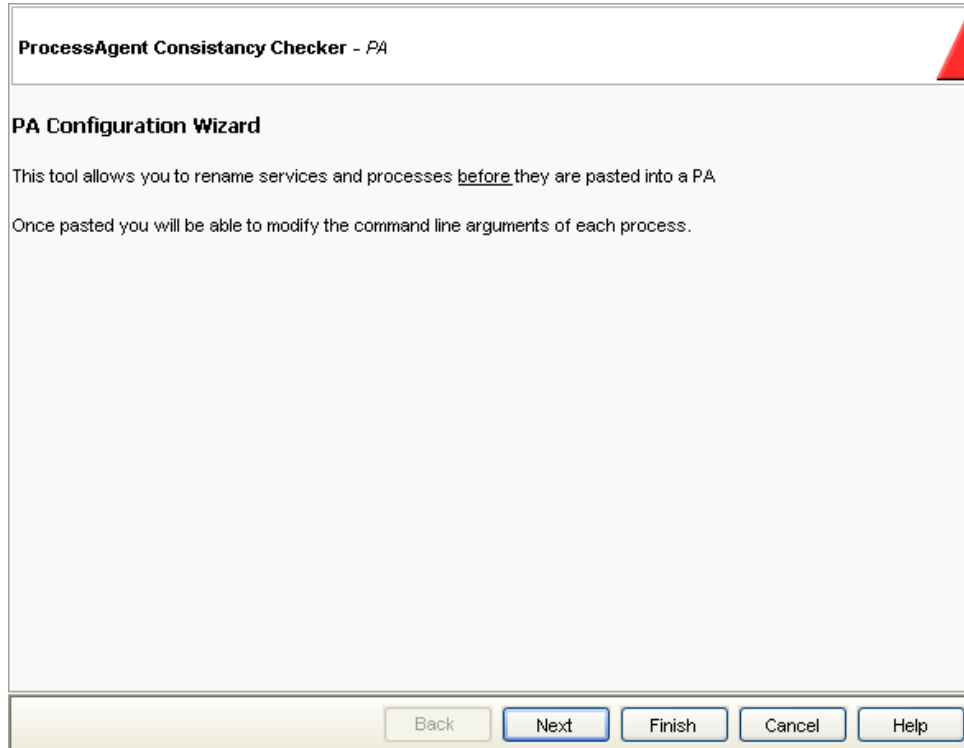 ProcessAgent Consistancy Checker - PA
PA Configuration Wizard
This tool allows you to rename services and processes before they are pasted into a PA
Once pasted you will be able to modify the command line arguments of each process.
Back Next Finish Cancel Help